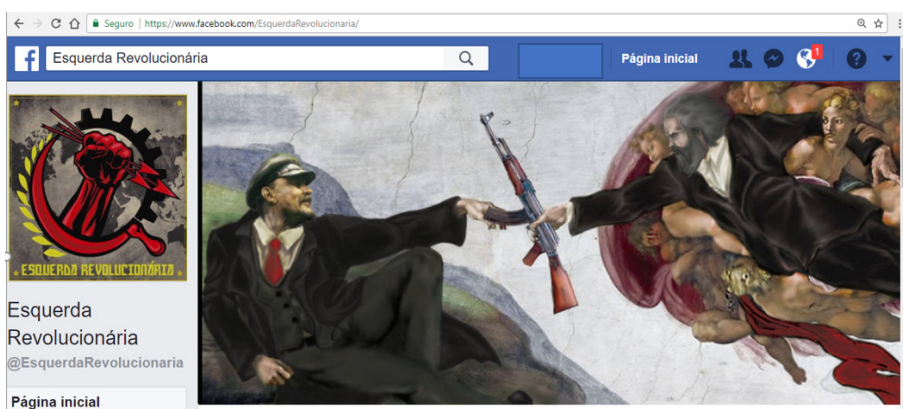 Seguro | https://www.facebook.com/EsquerdaRevolucionaria/
f Esquerda Revolucionária
Página inicial
1
?
ESQUERDA REVOLUCIONÁRIA
Esquerda
Revolucionária
@EsquerdaRevolucionaria
Página inicial